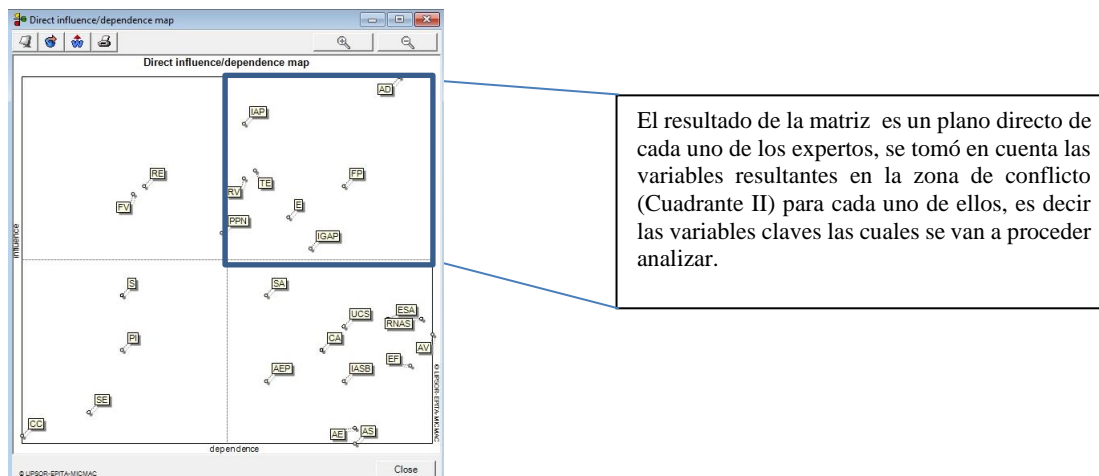 Direct influence/dependence map
Direct influence/dependence map
AD
IAP
RE
TE
FP
RV
FV
E
PPN
IGAP
influence
S
SA
UCS
ESA
RNAS
PI
CA
AV
EF
AEP
IASB
SE
CC
AE
AS
© LIPSOR-EPITA-MICMAC
dependence
© LIPSOR-EPITA-MICMAC
Close
El resultado de la matriz es un plano directo de
cada uno de los expertos, se tomó en cuenta las
variables resultantes en la zona de conflicto
(Cuadrante II) para cada uno de ellos, es decir
las variables claves las cuales se van a proceder
analizar.